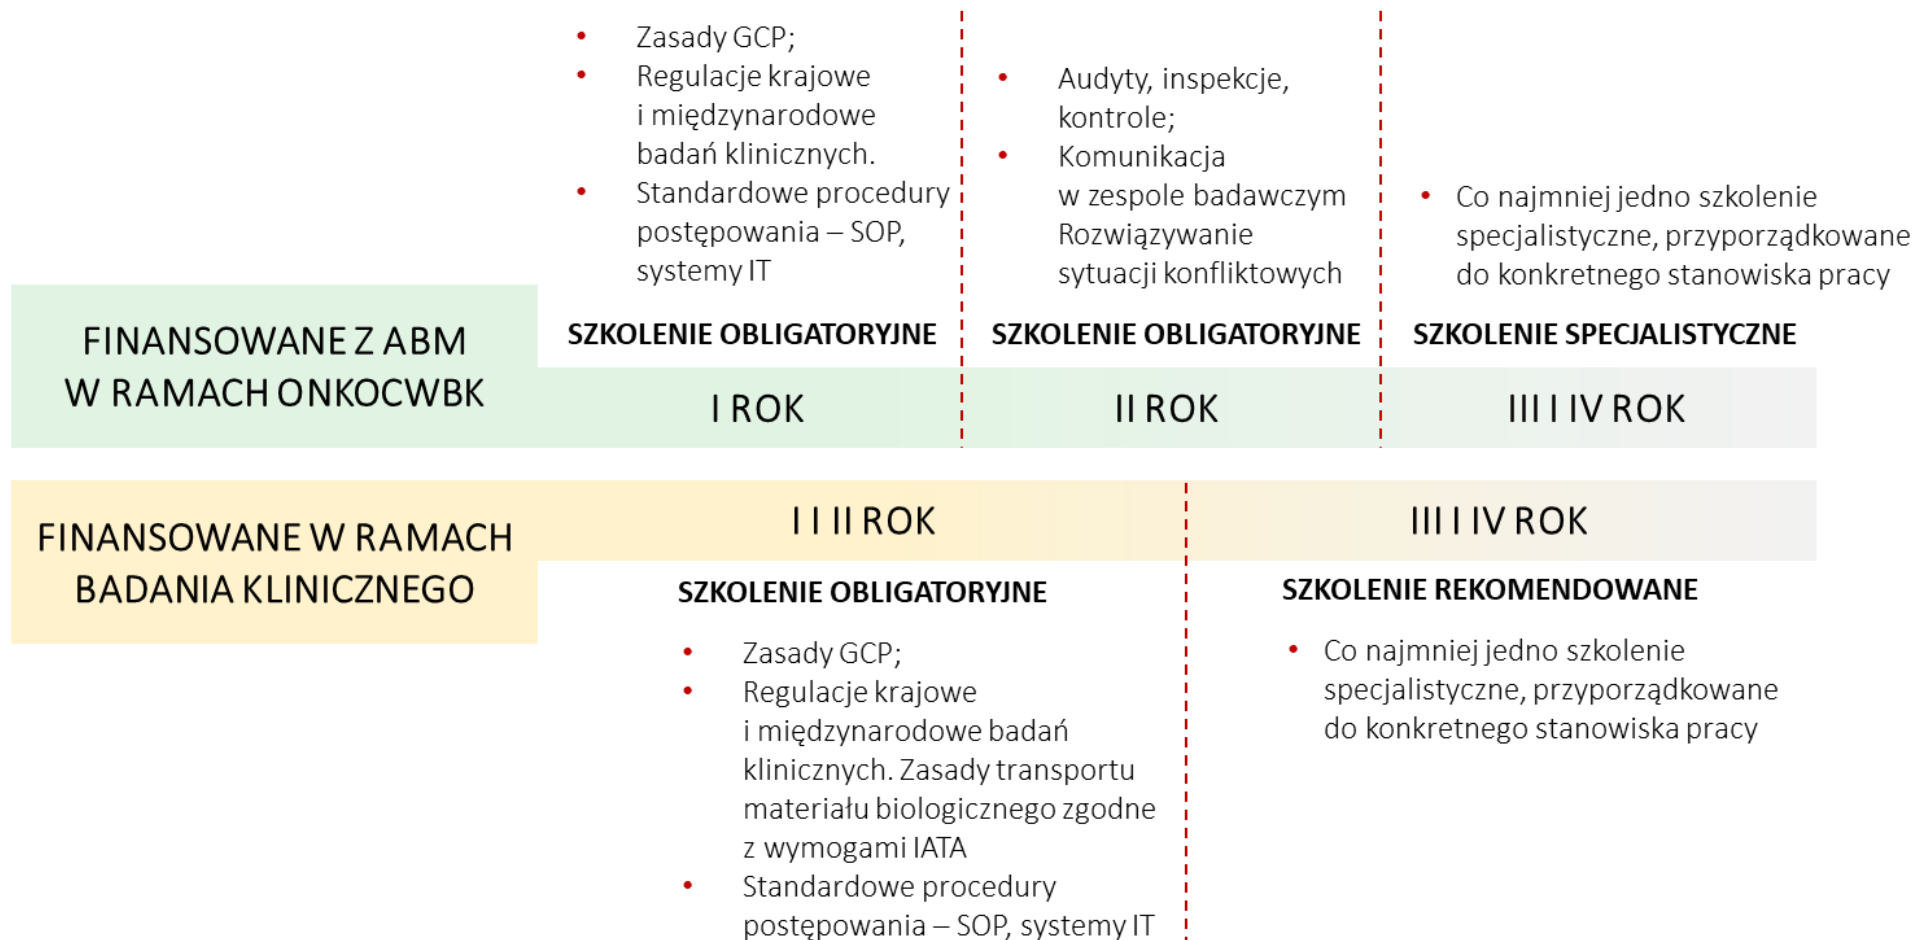 • Zasady GCP;
• Regulacje krajowe
i międzynarodowe
badań klinicznych.
• Standardowe procedury
postępowania – SOP,
systemy IT
• Audyty, inspekcje,
kontrole;
• Komunikacja
w zespole badawczym
Rozwiązywanie
sytuacji konfliktowych
• Co najmniej jedno szkolenie
specjalistyczne, przyporządkowane
do konkretnego stanowiska pracy
FINANSOWANE Z ABM
W RAMACH ONKOCWBK
SZKOLENIE OBLIGATORYJNE
SZKOLENIE OBLIGATORYJNE
SZKOLENIE SPECJALISTYCZNE
I ROK
II ROK
III I IV ROK
FINANSOWANE W RAMACH
BADANIA KLINICZNEGO
I I II ROK
III I IV ROK
SZKOLENIE OBLIGATORYJNE
• Zasady GCP;
• Regulacje krajowe
i międzynarodowe badań
klinicznych. Zasady transportu
materiału biologicznego zgodne
z wymogami IATA
• Standardowe procedury
postępowania – SOP, systemy IT
SZKOLENIE REKOMENDOWANE
• Co najmniej jedno szkolenie
specjalistyczne, przyporządkowane
do konkretnego stanowiska pracy